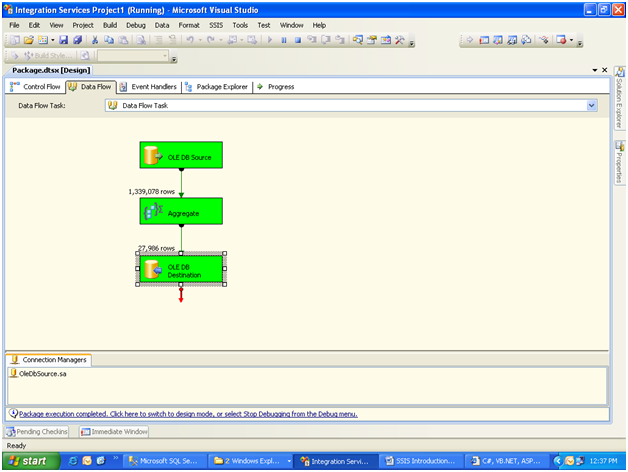 Integration Services Project1 (Running) - Microsoft Visual Studio
File Edit View Project Build Debug Data Format SSIS Tools Test Window Help
Build Style...
Package.dtsx [Design]
Control Flow Data Flow Event Handlers Package Explorer Progress
Data Flow Task: Data Flow Task
OLE DB Source
1,339,078 rows
Aggregate
27,986 rows
OLE DB
Destination
Solution Explorer
Properties
Connection Managers
OleDbSource.sa
Package execution completed. Click here to switch to design mode, or select Stop Debugging from the Debug menu.
Pending Checkins Immediate Window
Ready
start Microsoft SQL Se... 2 Windows Expl... Integration Servi... SSIS Introduction... C#, VB.NET, ASP... 12:37 PM